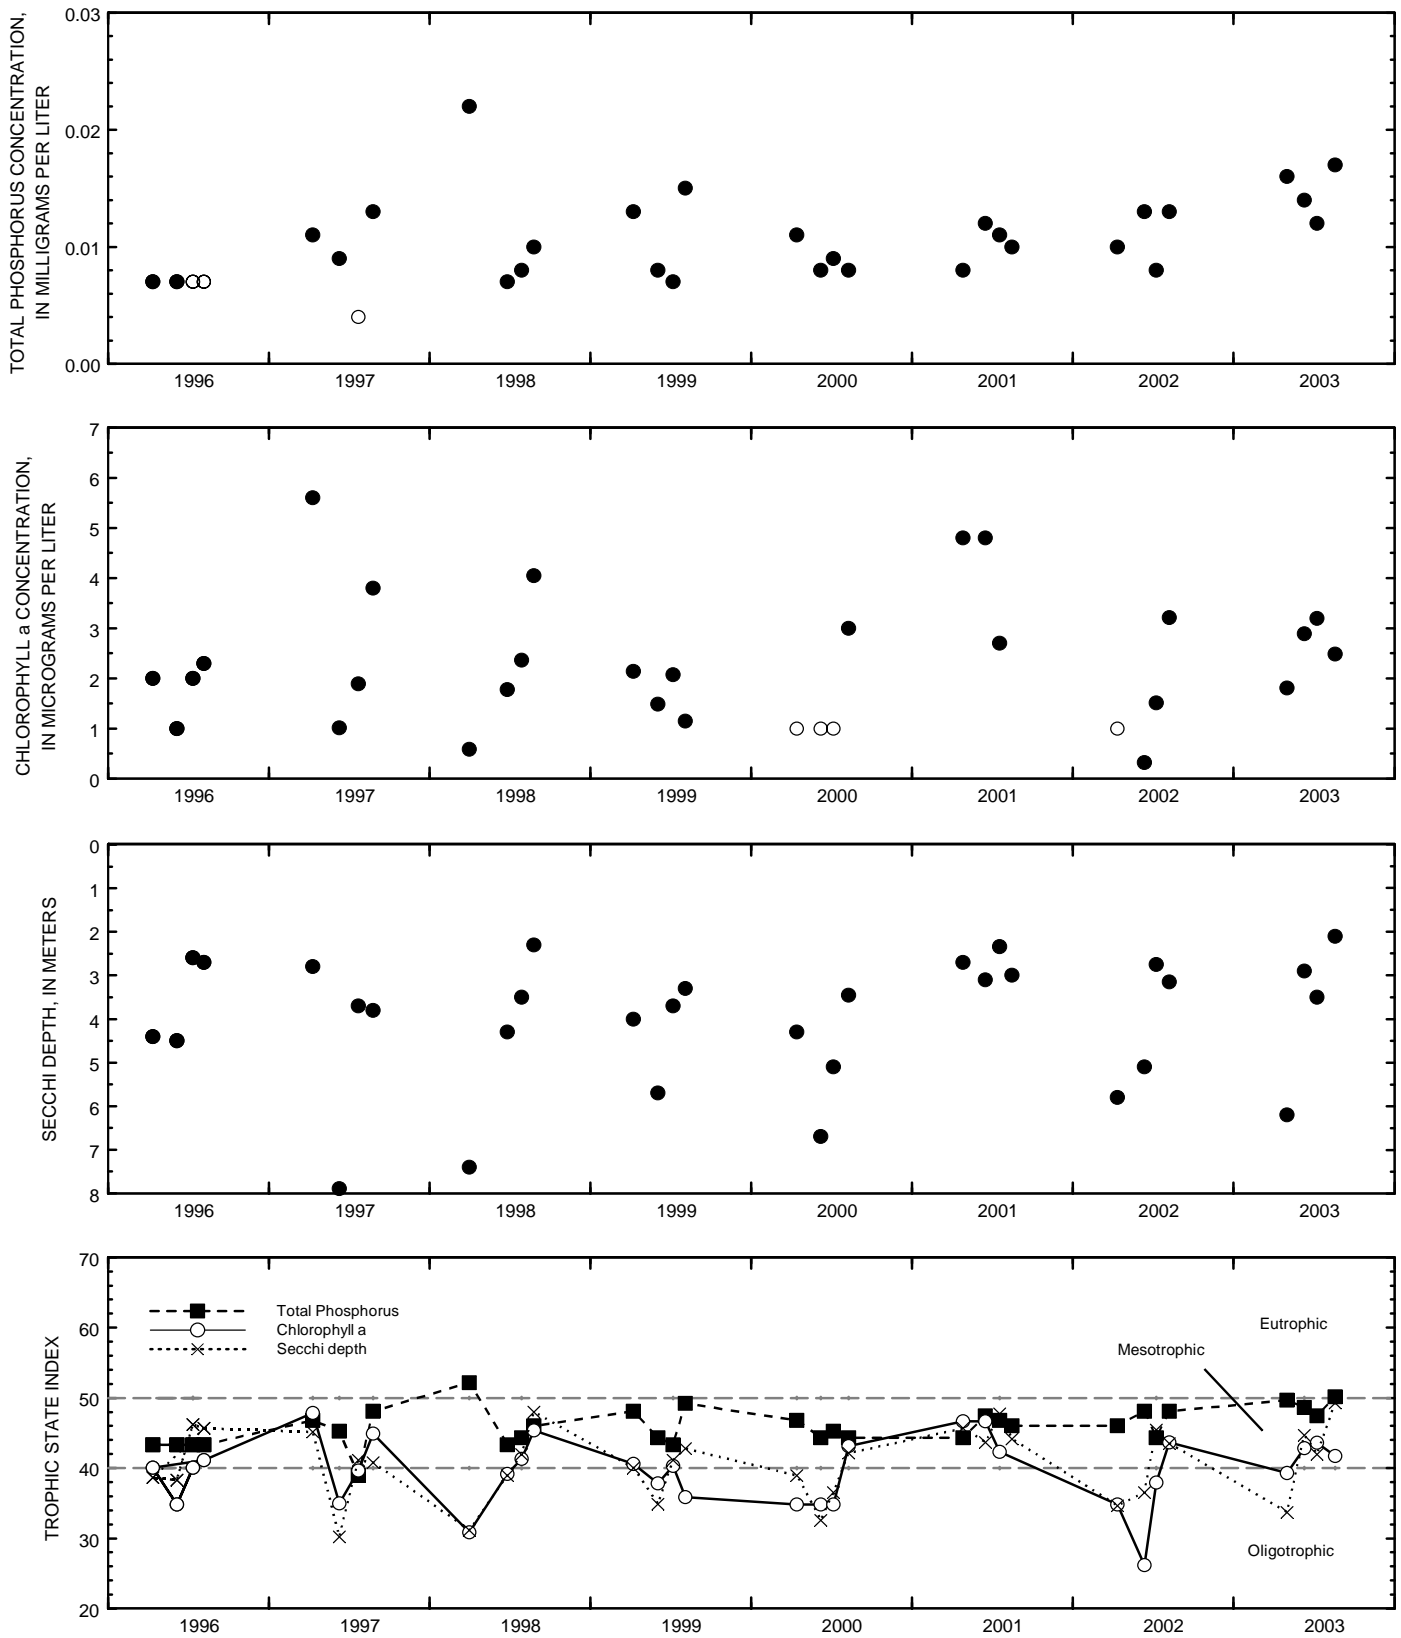 TOTAL PHOSPHORUS CONCENTRATION,
IN MILLIGRAMS PER LITER
0.03
0.02
0.01
0.00
1996 1997 1998 1999 2000 2001 2002 2003
CHLOROPHYLL a CONCENTRATION,
IN MICROGRAMS PER LITER
7
6
5
4
3
2
1
0
1996 1997 1998 1999 2000 2001 2002 2003
SECCHI DEPTH, IN METERS
0
1
2
3
4
5
6
7
8
1996 1997 1998 1999 2000 2001 2002 2003
TROPHIC STATE INDEX
70
60
50
40
30
20
Total Phosphorus
Chlorophyll a
Secchi depth
Eutrophic
Mesotrophic
Oligotrophic
1996 1997 1998 1999 2000 2001 2002 2003